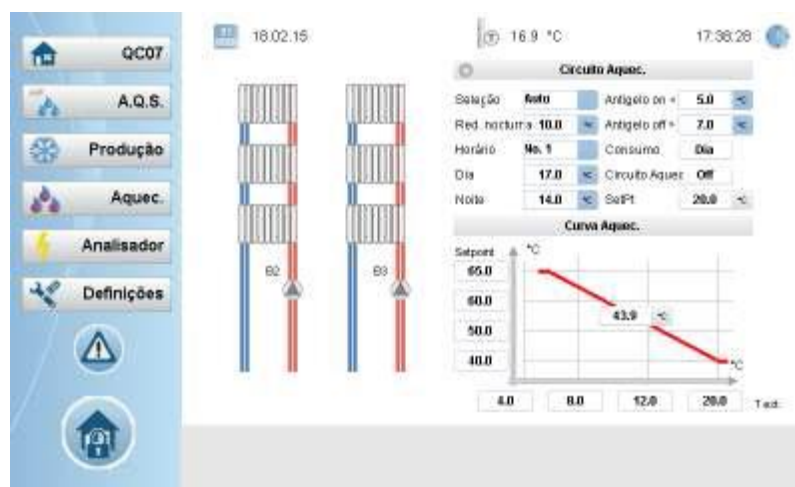 QC07
A.Q.S.
Produção
Aquec.
Analisador
Definições
18.02.15
16.9 °C
17:38:28
Circuito Aquec.
Seleção Auto Antigelo on < 5.0 °C
Red. nocturna 10.0 °C Antigelo off > 7.0 °C
Horário No. 1 Consumo Dia
Dia 17.0 °C Circuito Aquec Off
Noite 14.0 °C SetPt 20.0 °C
Curva Aquec.
Setpoint °C
65.0
60.0
43.9 °C
50.0
40.0
°C
4.0 8.0 12.0 20.0 T ext.
B2 B3